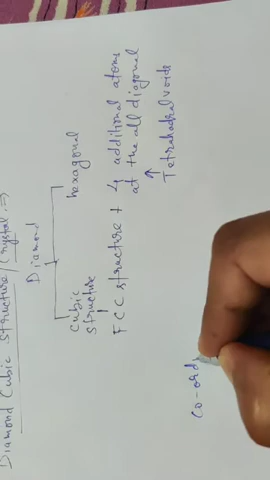 Diamond Cubic Structure/Crystal :⇒
Diamond
Cubic structure
hexagonal
FCC structure + 4 additional atoms
at the all diagonal
↑
Tetrahedral voids
Co-ord